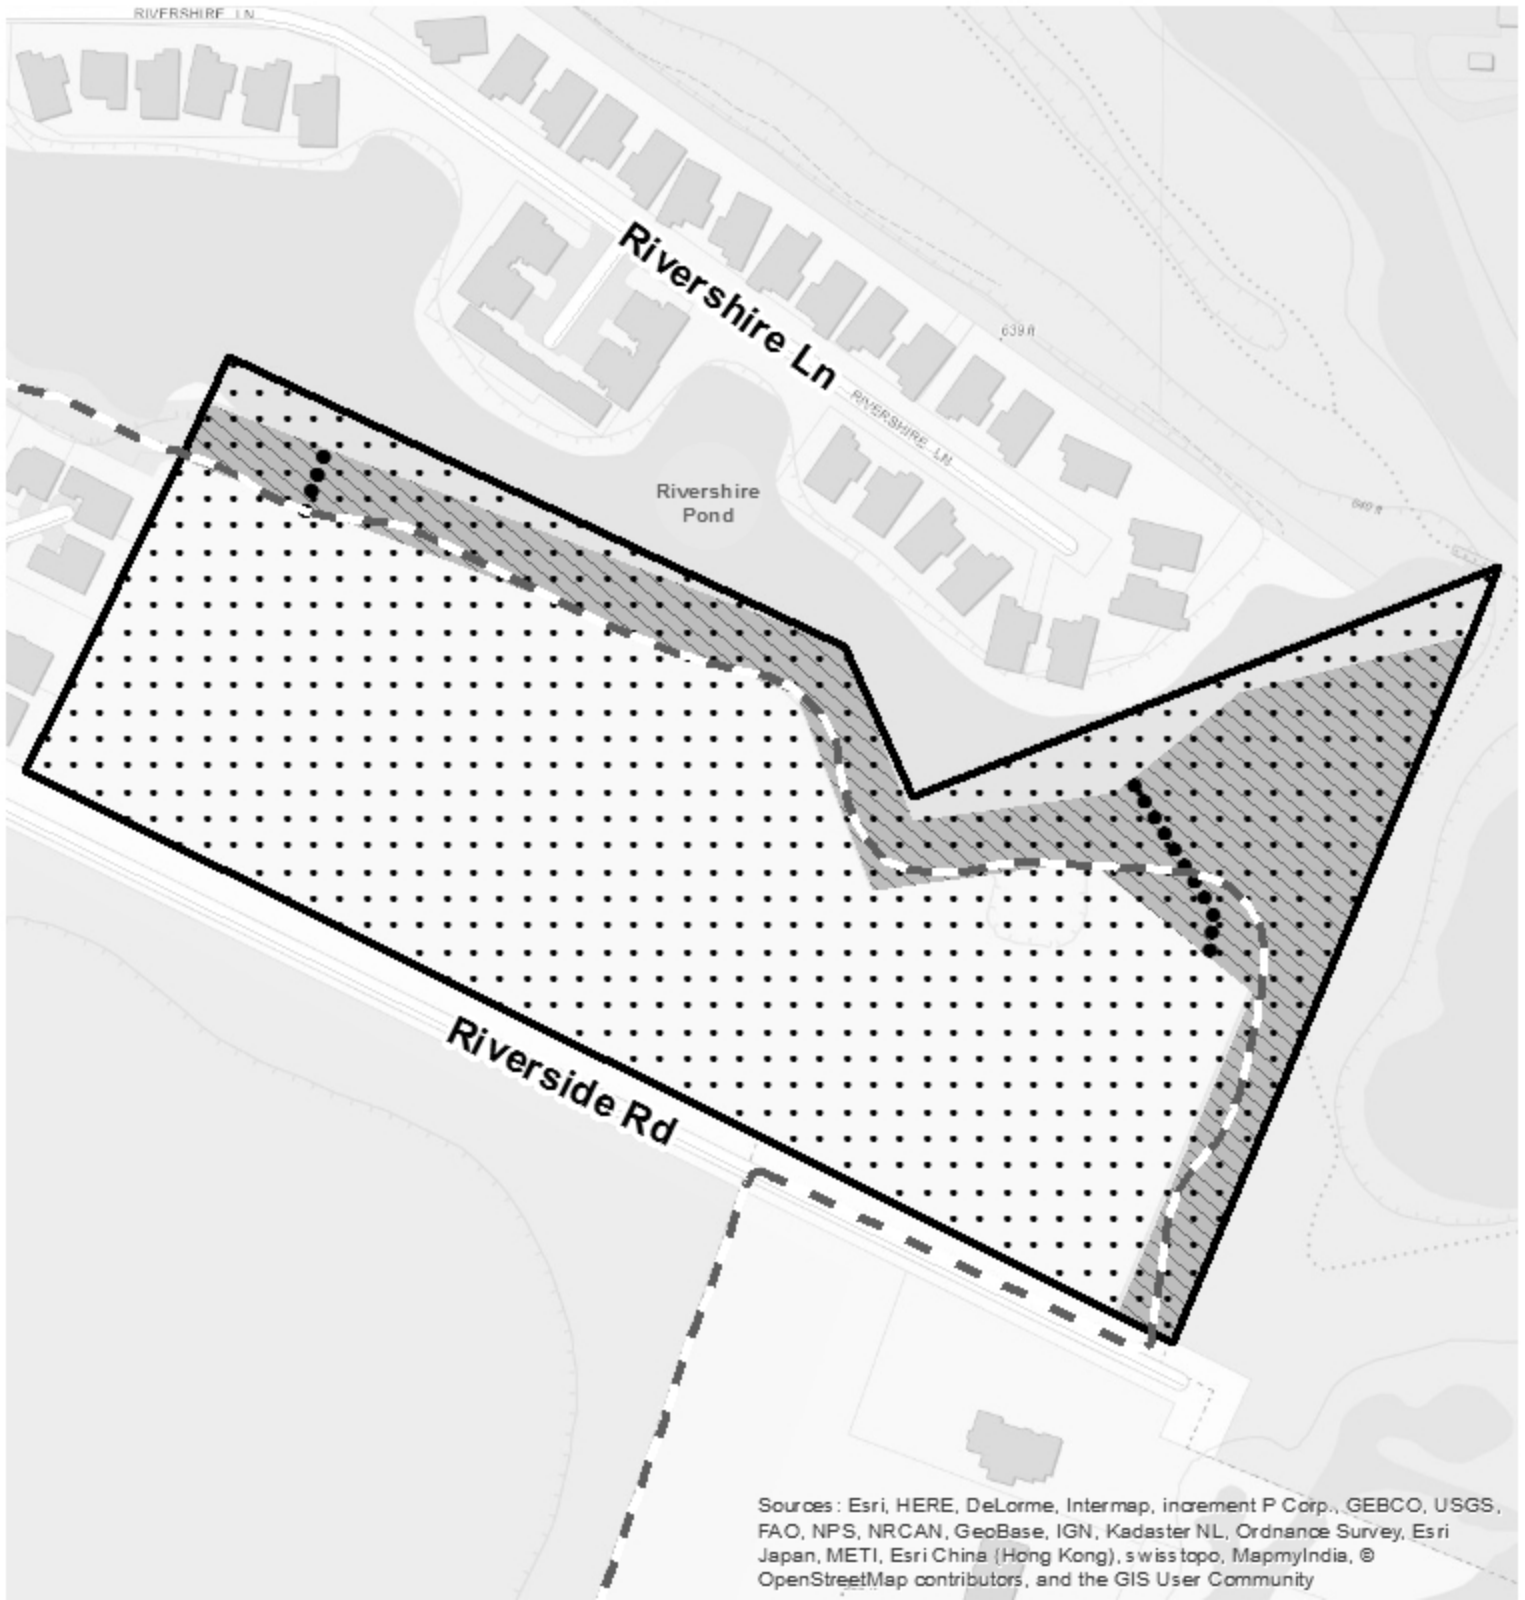 RIVERSHIRE LN
Rivershire Ln
639 ft
RIVERSHIRE LN
Rivershire
Pond
640 ft
Riverside Rd
Sources: Esri, HERE, DeLorme, Intermap, increment P Corp., GEBCO, USGS,
FAO, NPS, NRCAN, GeoBase, IGN, Kadaster NL, Ordnance Survey, Esri
Japan, METI, Esri China (Hong Kong), swisstopo, MapmyIndia, ©
OpenStreetMap contributors, and the GIS User Community